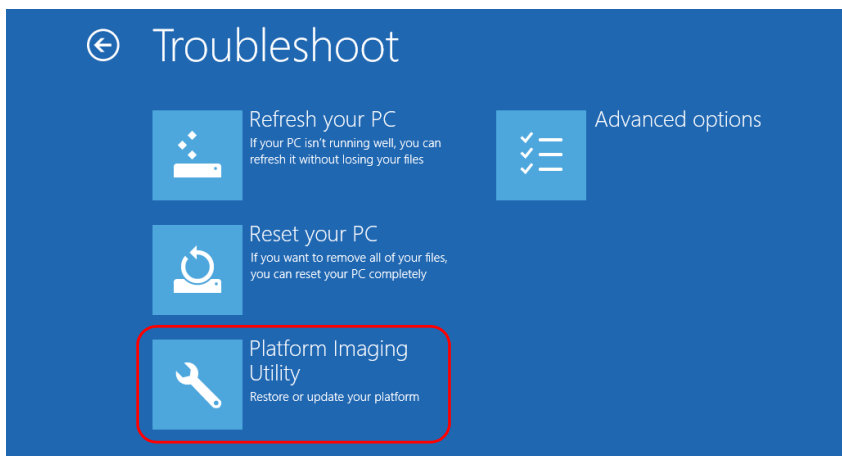 Troubleshoot
Refresh your PC
If your PC isn't running well, you can
refresh it without losing your files
Advanced options
Reset your PC
If you want to remove all of your files,
you can reset your PC completely
Platform Imaging
Utility
Restore or update your platform